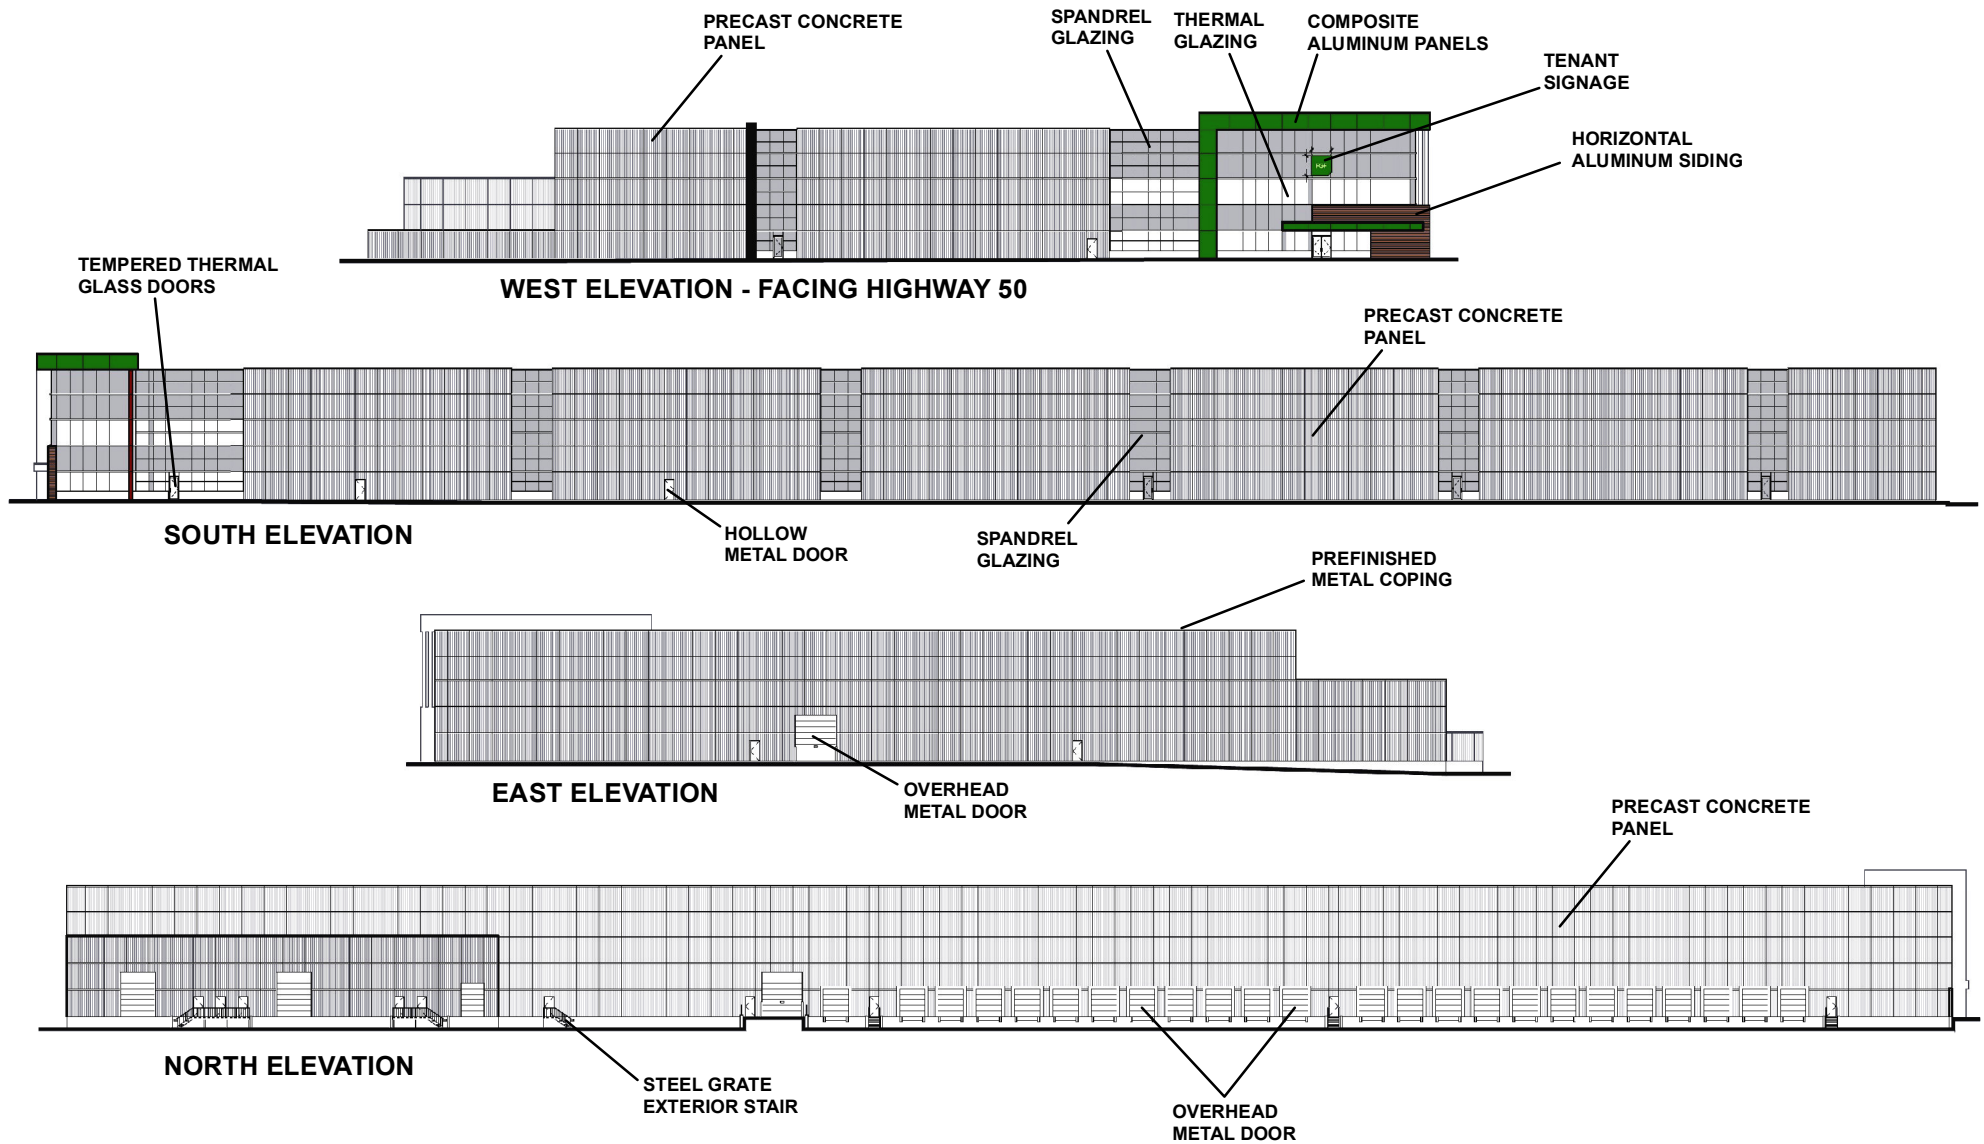 PRECAST CONCRETE
PANEL
SPANDREL
GLAZING
THERMAL
GLAZING
COMPOSITE
ALUMINUM PANELS
TENANT
SIGNAGE
HORIZONTAL
ALUMINUM SIDING
WEST ELEVATION - FACING HIGHWAY 50
TEMPERED THERMAL
GLASS DOORS
PRECAST CONCRETE
PANEL
SOUTH ELEVATION
HOLLOW
METAL DOOR
SPANDREL
GLAZING
PREFINISHED
METAL COPING
EAST ELEVATION
OVERHEAD
METAL DOOR
PRECAST CONCRETE
PANEL
NORTH ELEVATION
STEEL GRATE
EXTERIOR STAIR
OVERHEAD
METAL DOOR